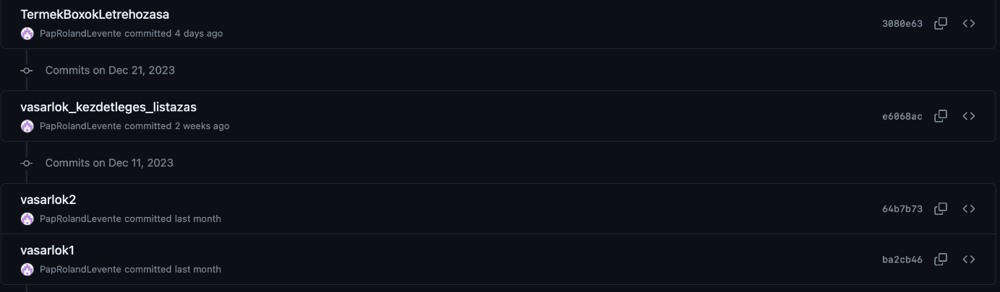 TermekBoxokLetrehozasa
PapRolandLevente committed 4 days ago
3080e63
Commits on Dec 21, 2023
vasarlok_kezdetleges_listazas
PapRolandLevente committed 2 weeks ago
e6068ac
Commits on Dec 11, 2023
vasarlok2
PapRolandLevente committed last month
64b7b73
vasarlok1
PapRolandLevente committed last month
ba2cb46